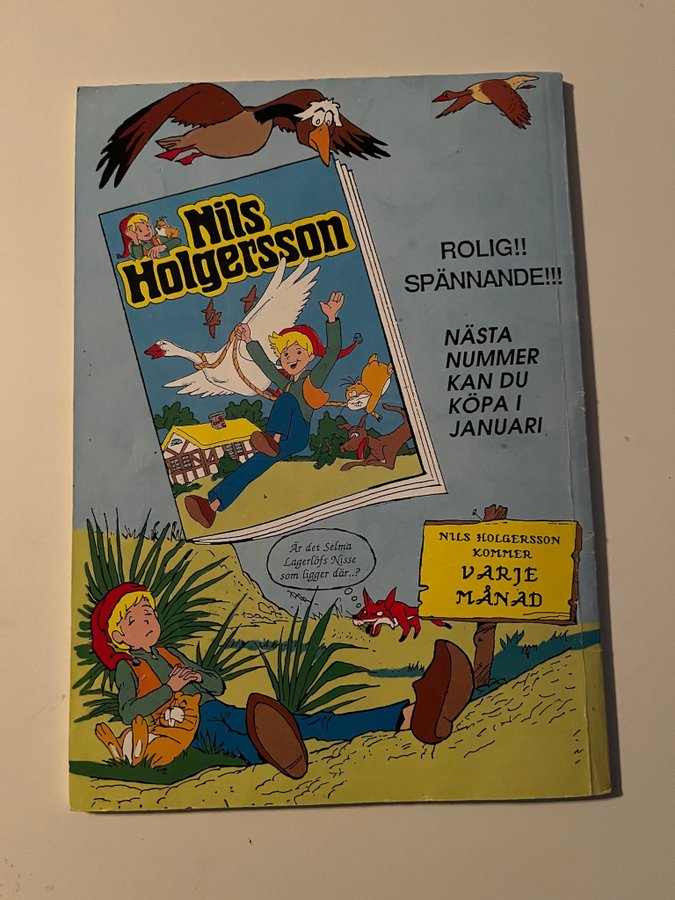 Nils
Holgersson
ROLIG!!
SPÄNNANDE!!!
NÄSTA
NUMMER
KAN DU
KÖPA I
JANUARI
Är det Selma
Lagerlöfs Nisse
som ligger där..?
NILS HOLGERSSON
KOMMER
VARJE
MÅNAD